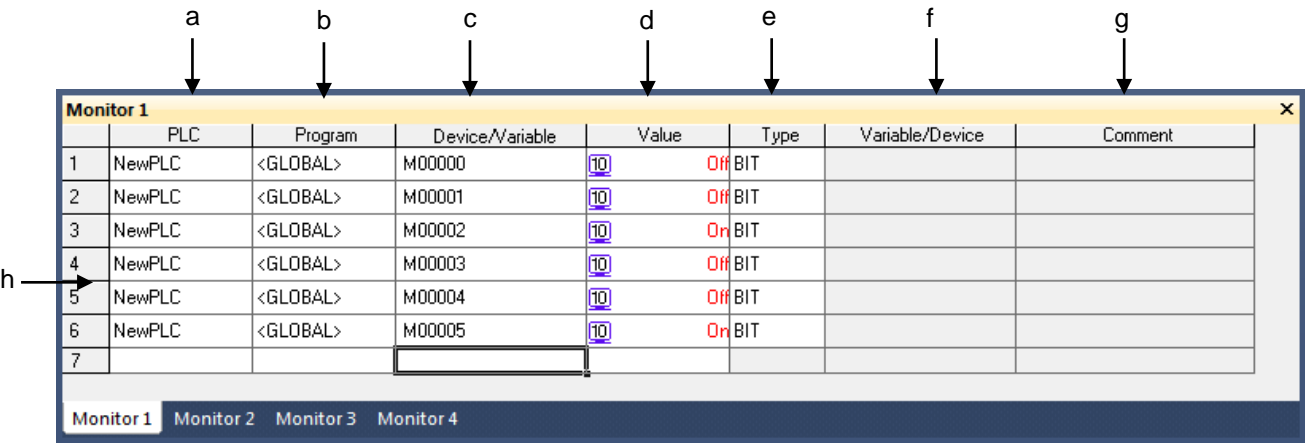 a b c d e f g
Monitor 1 ×
PLC Program Device/Variable Value Type Variable/Device Comment
1 NewPLC <GLOBAL> M00000 10 Off BIT
2 NewPLC <GLOBAL> M00001 10 Off BIT
3 NewPLC <GLOBAL> M00002 10 On BIT
4 NewPLC <GLOBAL> M00003 10 Off BIT
h
5 NewPLC <GLOBAL> M00004 10 Off BIT
6 NewPLC <GLOBAL> M00005 10 On BIT
7
Monitor 1 Monitor 2 Monitor 3 Monitor 4